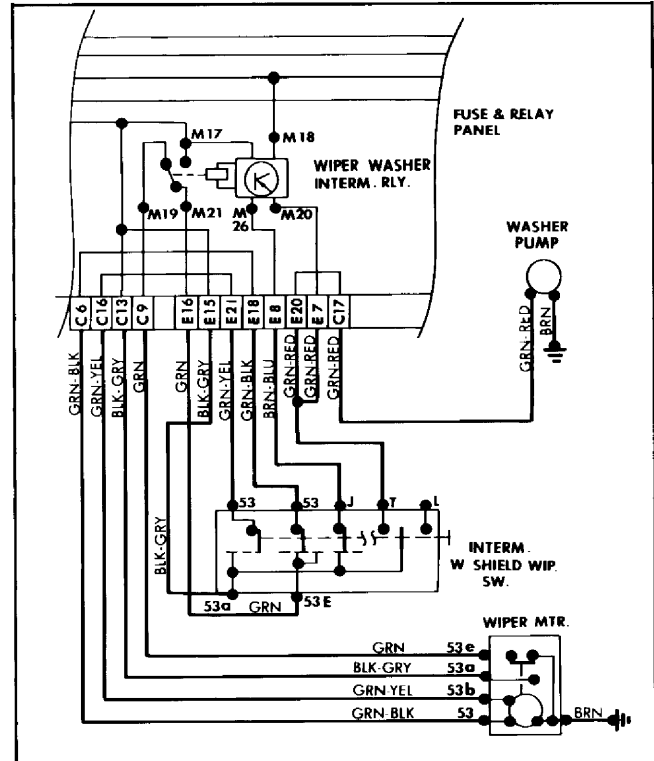 FUSE & RELAY
PANEL
M17
M18
WIPER WASHER
INTERM. RLY.
M19
M21
M
26
M20
WASHER
PUMP
C6
C16
C13
C9
E16
E15
E21
E18
E8
E20
E7
C17
GRN-BLK
GRN-YEL
BLK-GRY
GRN
GRN
BLK-GRY
GRN-YEL
GRN-BLK
BRN-BLU
GRN-RED
GRN-RED
GRN-RED
GRN-RED
BRN
53
53
J
T
L
BLK-GRY
INTERM.
W SHIELD WIP.
SW.
53a
GRN
53E
WIPER MTR.
GRN
53e
BLK-GRY
53a
GRN-YEL
53b
GRN-BLK
53
BRN